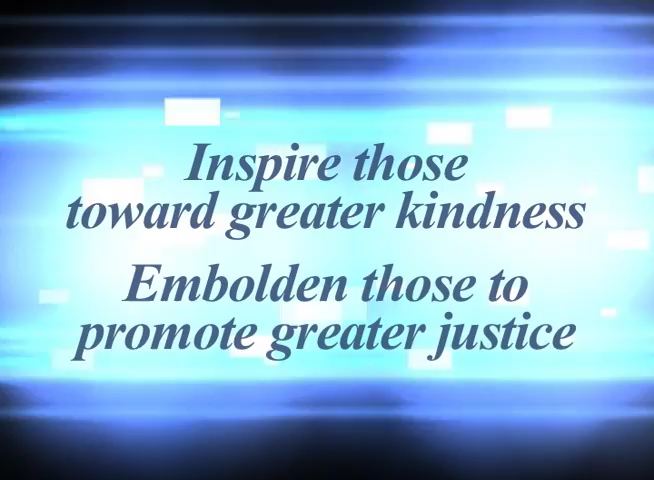 Inspire those
toward greater kindness
Embolden those to
promote greater justice